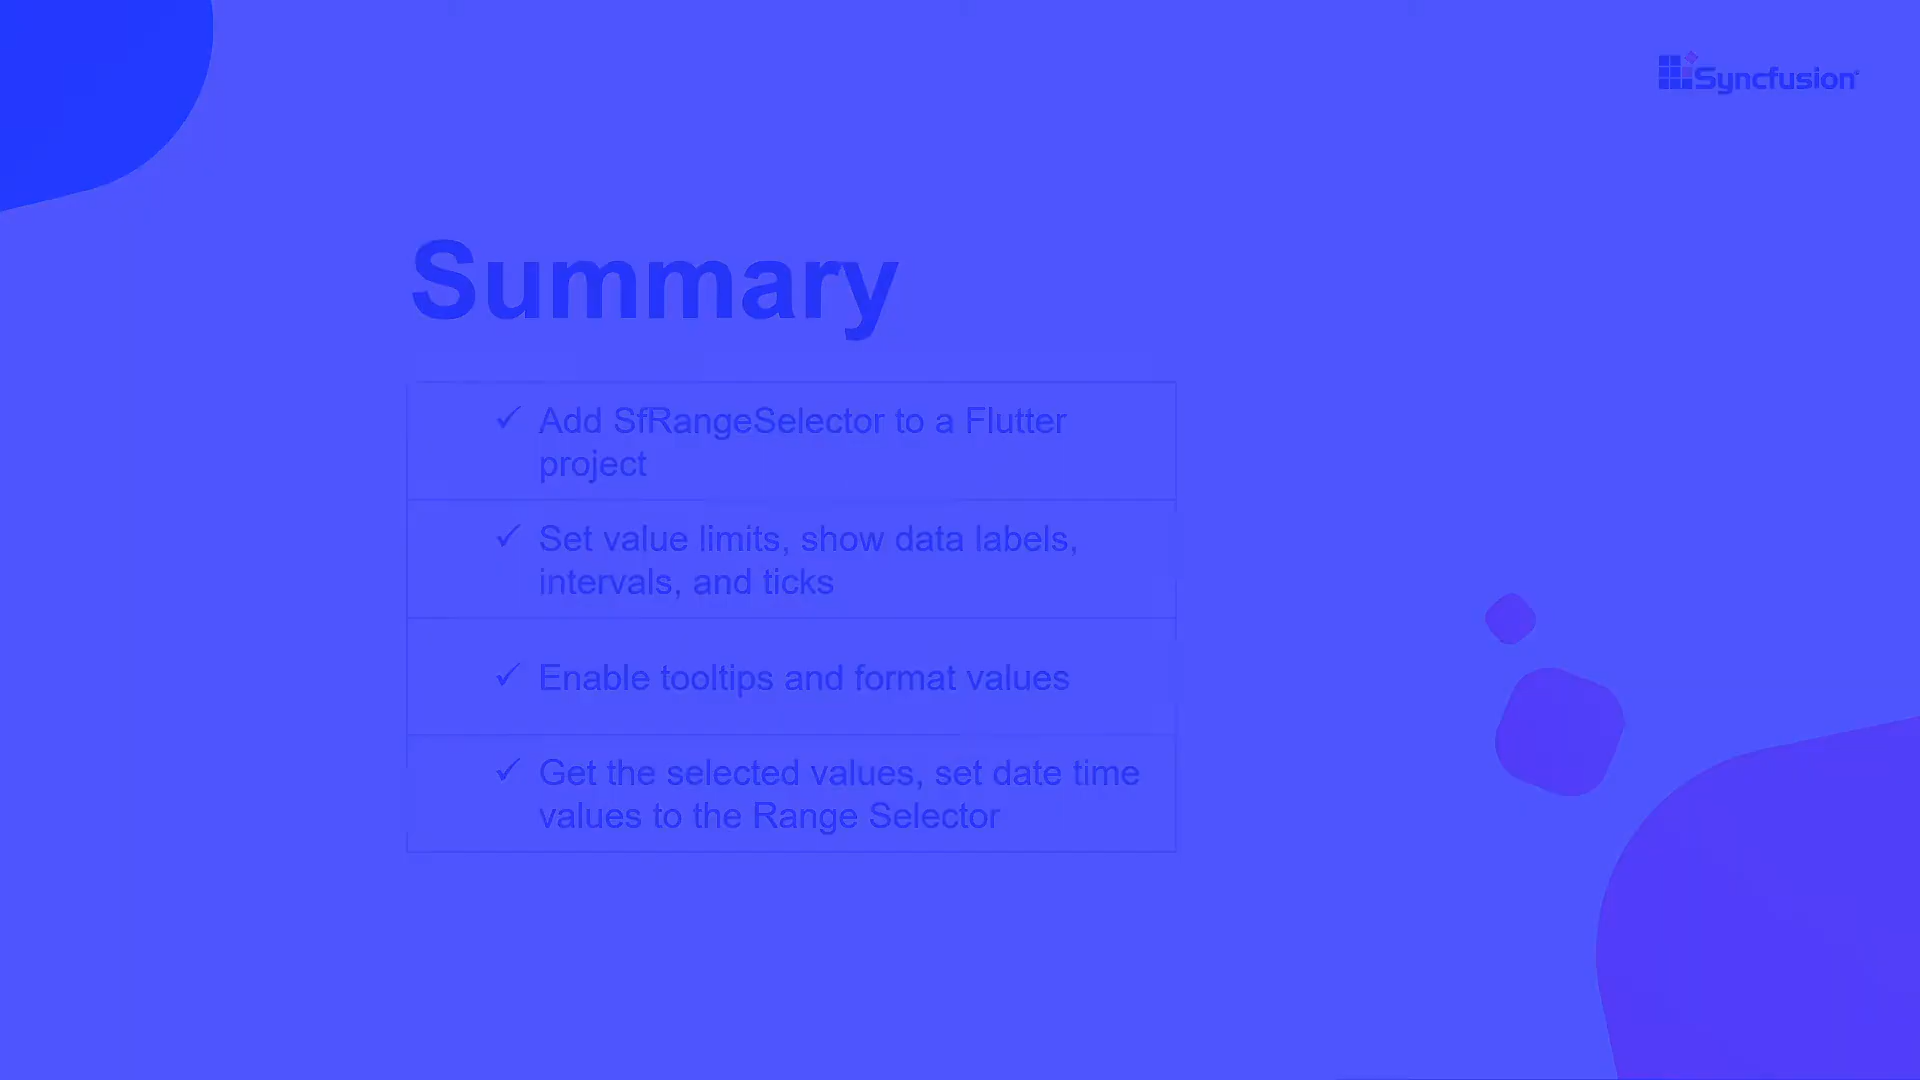 Syncfusion
Summary
✓ Add SfRangeSelector to a Flutter
project
✓ Set value limits, show data labels,
intervals, and ticks
✓ Enable tooltips and format values
✓ Get the selected values, set date time
values to the Range Selector